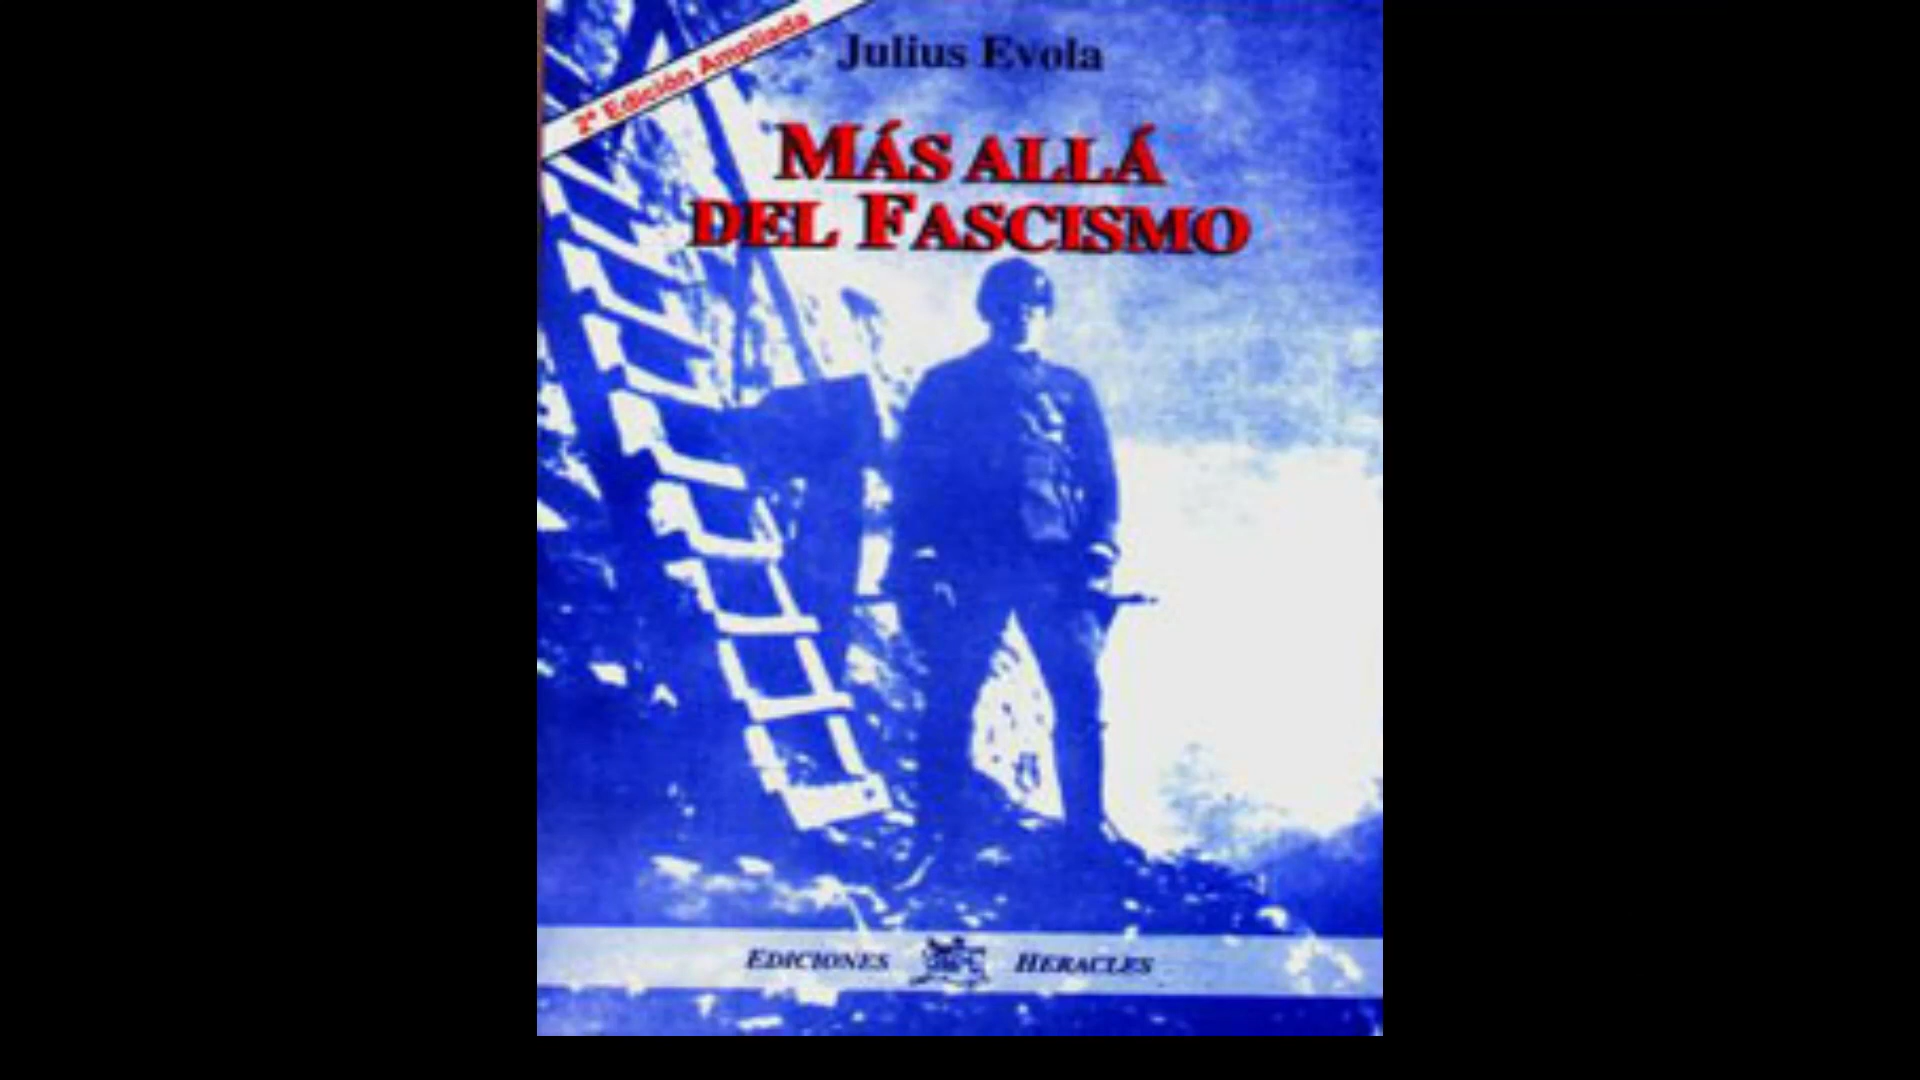 2ª Edición Ampliada
Julius Evola
MÁS ALLÁ
DEL FASCISMO
EDICIONES HERACLES